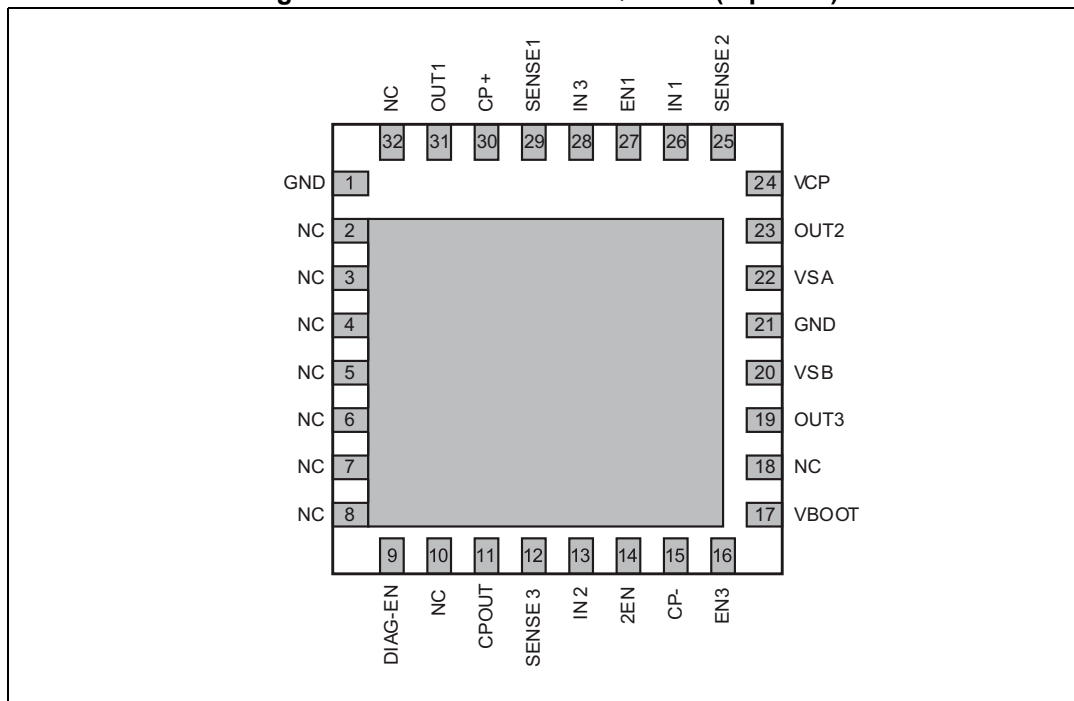 NC
OUT1
CP+
SENSE1
IN 3
EN1
IN 1
SENSE 2
32 31 30 29 28 27 26 25
GND 1 24 VCP
NC 2 23 OUT2
NC 3 22 VSA
NC 4 21 GND
NC 5 20 VSB
NC 6 19 OUT3
NC 7 18 NC
NC 8 17 VBOOT
9 10 11 12 13 14 15 16
DIAG-EN
NC
CPOUT
SENSE 3
IN 2
2EN
CP-
EN3